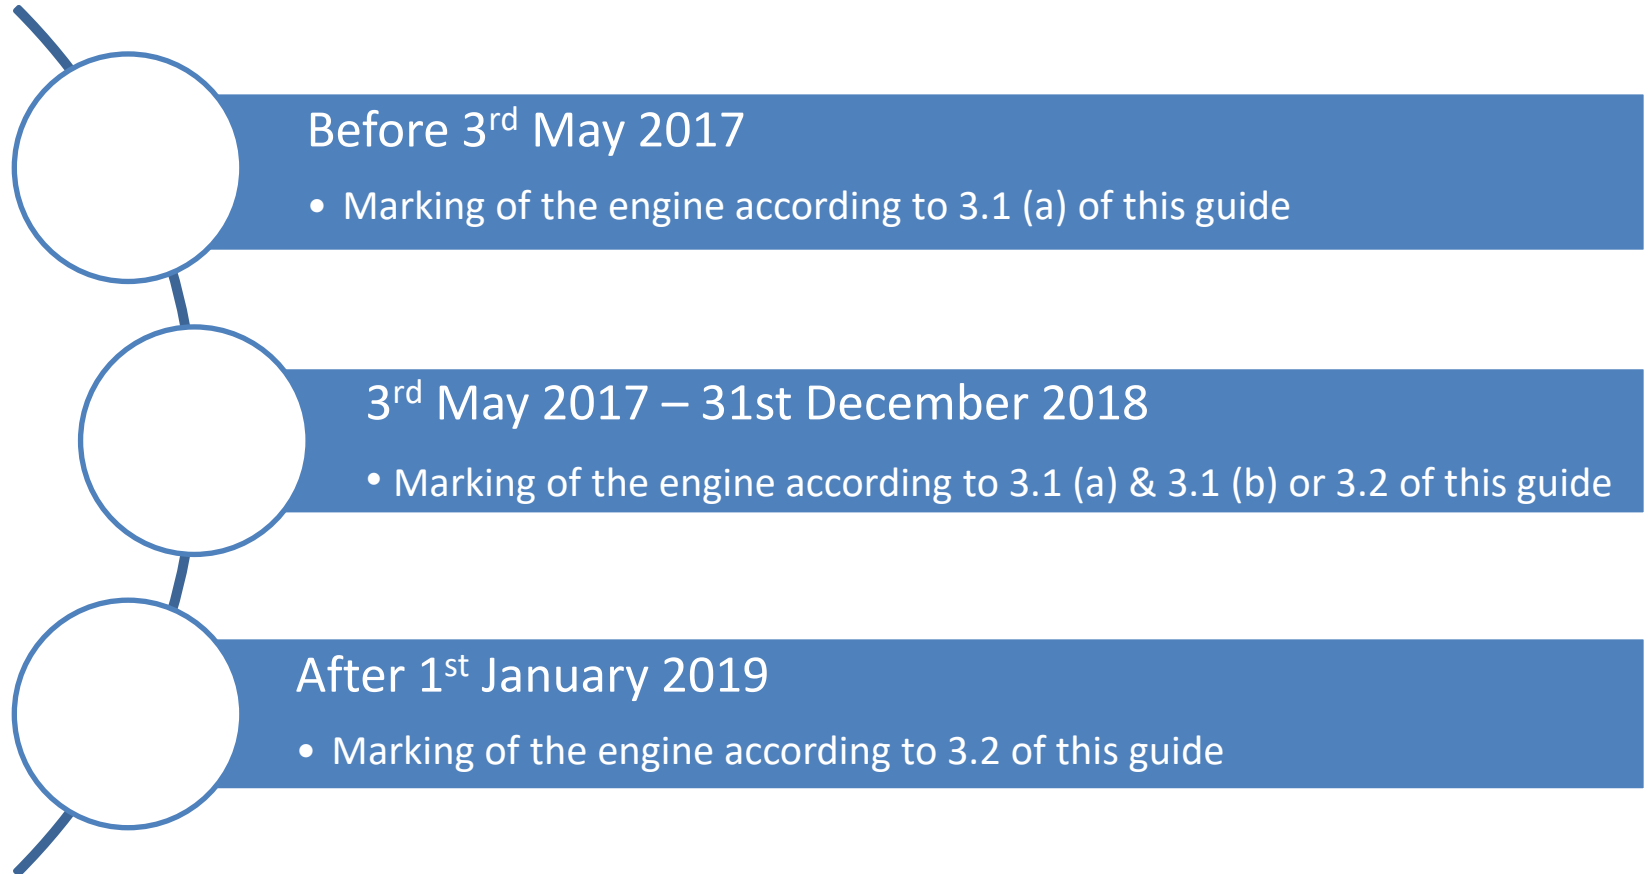 Before 3rd May 2017
• Marking of the engine according to 3.1 (a) of this guide
3rd May 2017 – 31st December 2018
• Marking of the engine according to 3.1 (a) & 3.1 (b) or 3.2 of this guide
After 1st January 2019
• Marking of the engine according to 3.2 of this guide